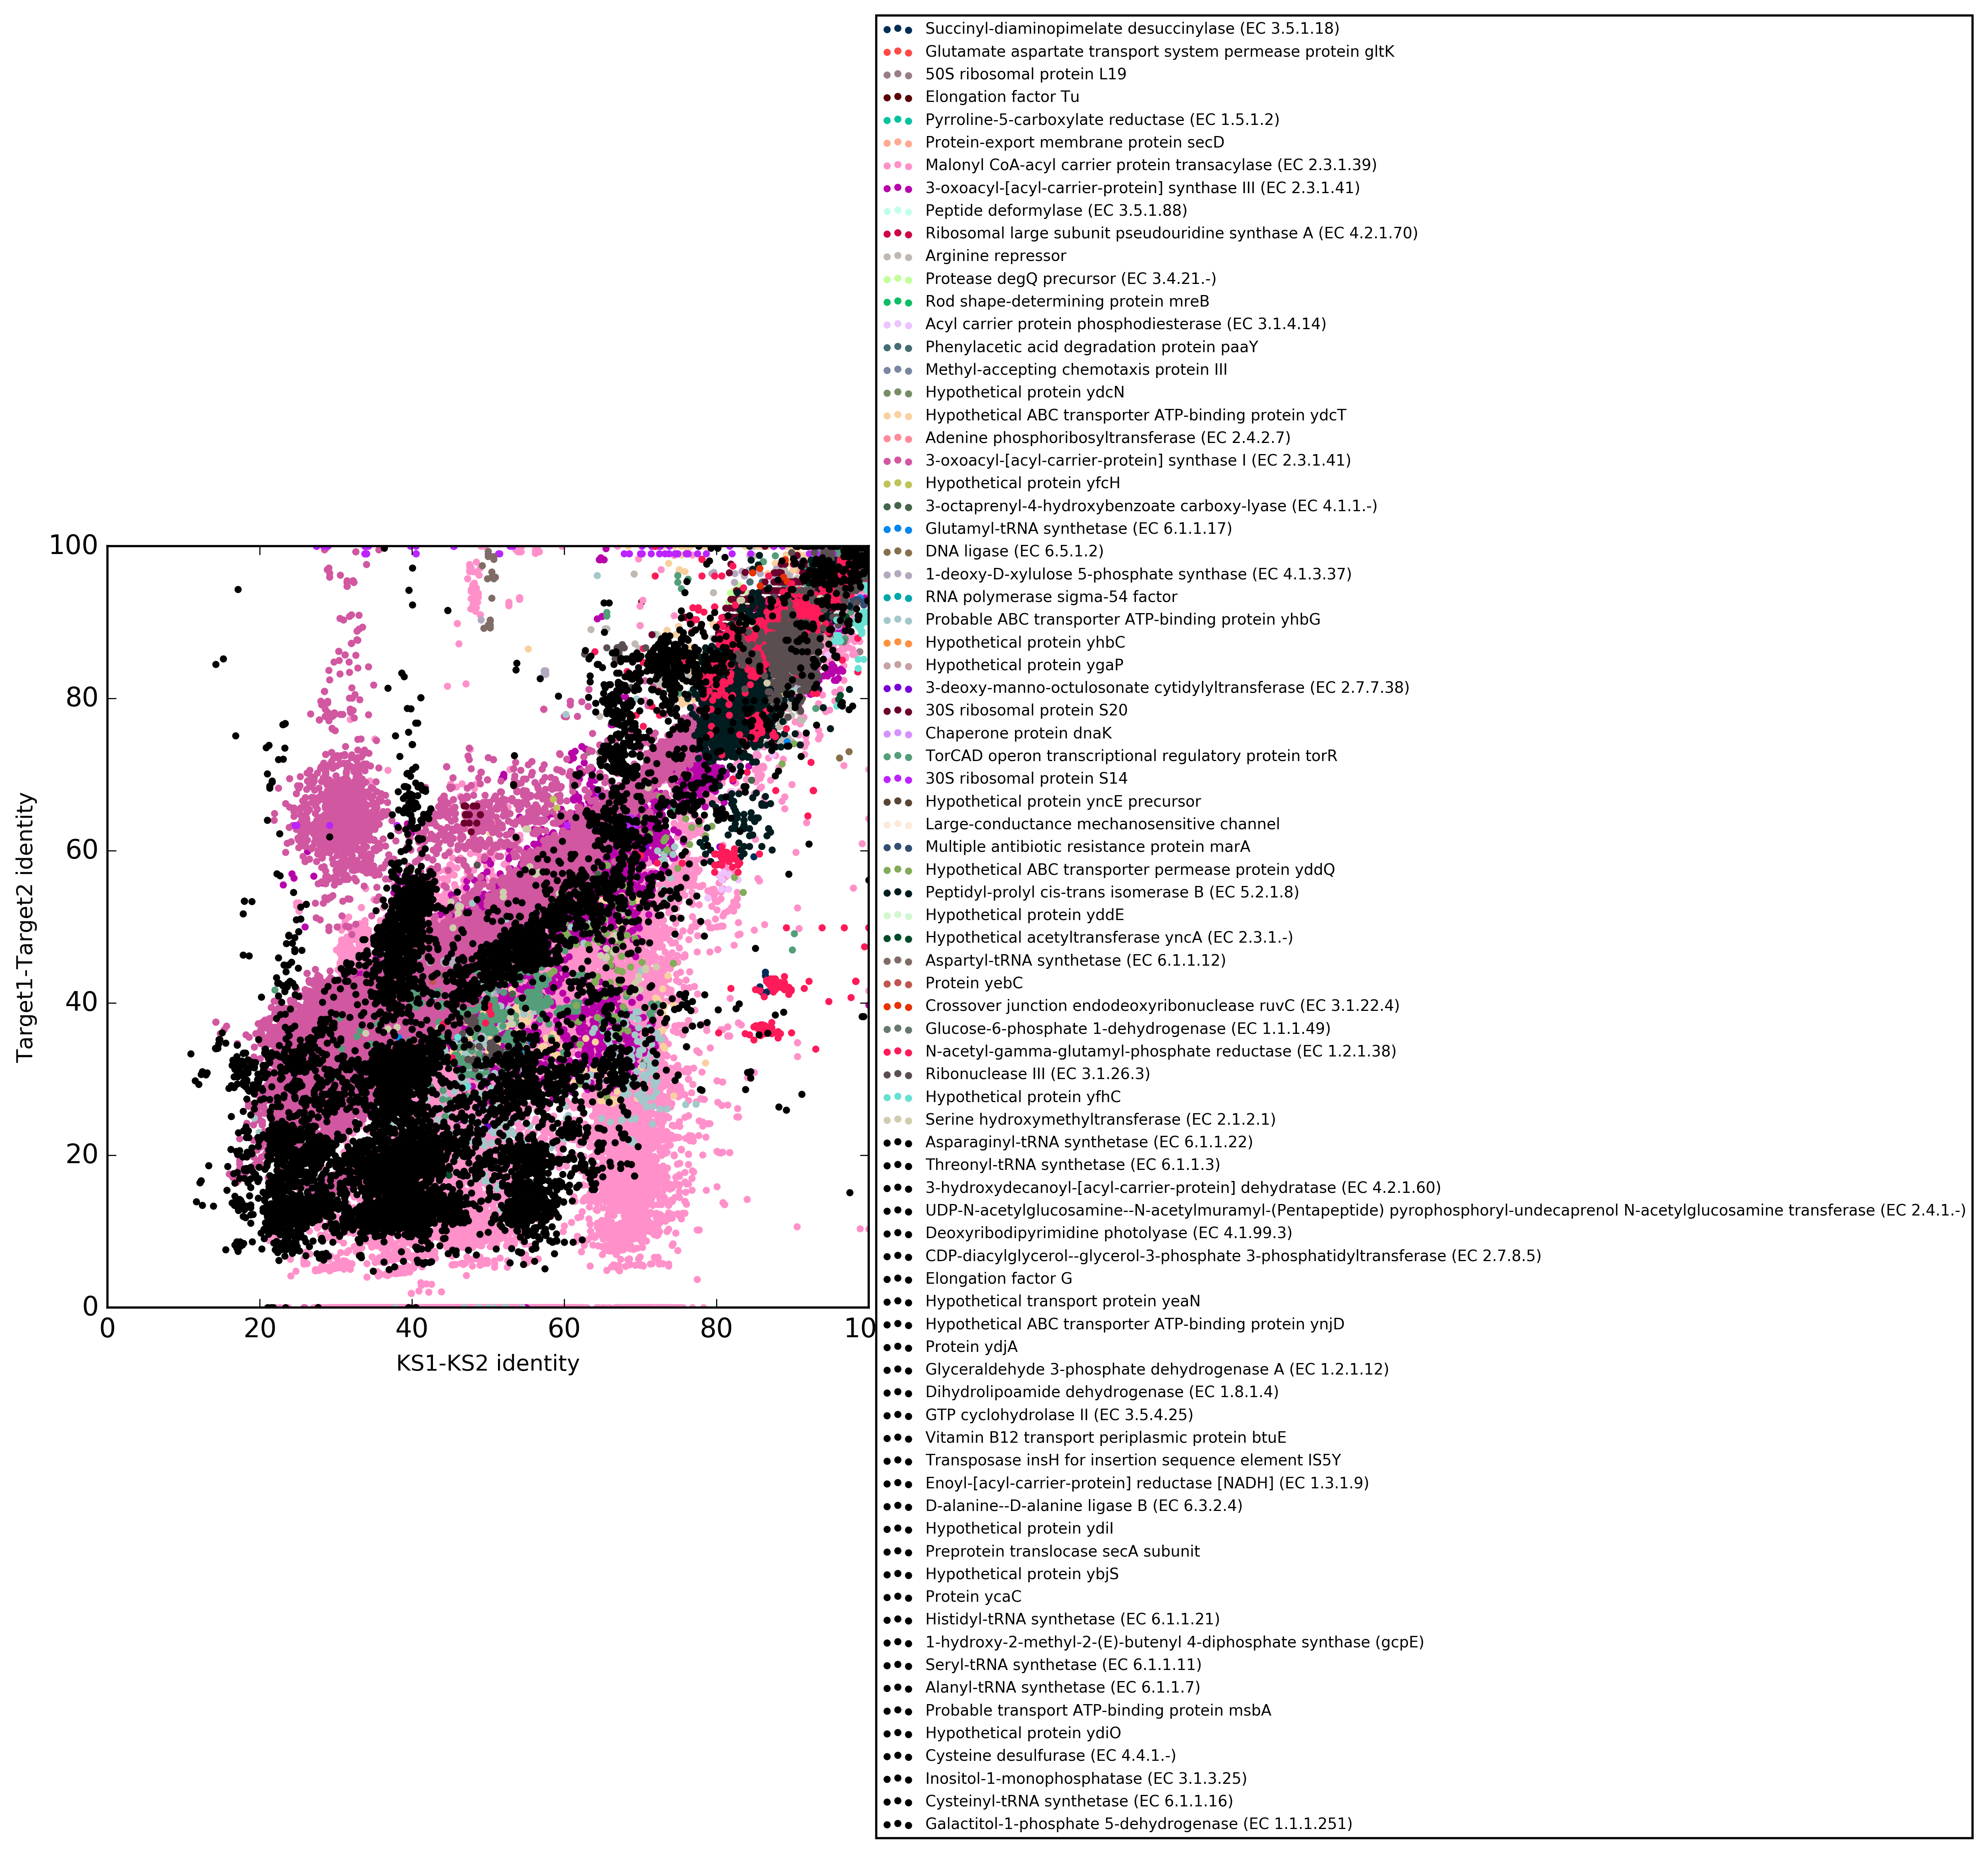 Succinyl-diaminopimelate desuccinylase (EC 3.5.1.18)
Glutamate aspartate transport system permease protein gltK
50S ribosomal protein L19
Elongation factor Tu
Pyrroline-5-carboxylate reductase (EC 1.5.1.2)
Protein-export membrane protein secD
Malonyl CoA-acyl carrier protein transacylase (EC 2.3.1.39)
3-oxoacyl-[acyl-carrier-protein] synthase III (EC 2.3.1.41)
Peptide deformylase (EC 3.5.1.88)
Ribosomal large subunit pseudouridine synthase A (EC 4.2.1.70)
Arginine repressor
Protease degQ precursor (EC 3.4.21.-)
Rod shape-determining protein mreB
Acyl carrier protein phosphodiesterase (EC 3.1.4.14)
Phenylacetic acid degradation protein paaY
Methyl-accepting chemotaxis protein III
Hypothetical protein ydcN
Hypothetical ABC transporter ATP-binding protein ydcT
Adenine phosphoribosyltransferase (EC 2.4.2.7)
3-oxoacyl-[acyl-carrier-protein] synthase I (EC 2.3.1.41)
Hypothetical protein yfcH
3-octaprenyl-4-hydroxybenzoate carboxy-lyase (EC 4.1.1.-)
Glutamyl-tRNA synthetase (EC 6.1.1.17)
DNA ligase (EC 6.5.1.2)
1-deoxy-D-xylulose 5-phosphate synthase (EC 4.1.3.37)
RNA polymerase sigma-54 factor
Probable ABC transporter ATP-binding protein yhbG
Hypothetical protein yhbC
Hypothetical protein ygaP
3-deoxy-manno-octulosonate cytidylyltransferase (EC 2.7.7.38)
30S ribosomal protein S20
Chaperone protein dnaK
TorCAD operon transcriptional regulatory protein torR
30S ribosomal protein S14
Hypothetical protein yncE precursor
Large-conductance mechanosensitive channel
Multiple antibiotic resistance protein marA
Hypothetical ABC transporter permease protein yddQ
Peptidyl-prolyl cis-trans isomerase B (EC 5.2.1.8)
Hypothetical protein yddE
Hypothetical acetyltransferase yncA (EC 2.3.1.-)
Aspartyl-tRNA synthetase (EC 6.1.1.12)
Protein yebC
Crossover junction endodeoxyribonuclease ruvC (EC 3.1.22.4)
Glucose-6-phosphate 1-dehydrogenase (EC 1.1.1.49)
N-acetyl-gamma-glutamyl-phosphate reductase (EC 1.2.1.38)
Ribonuclease III (EC 3.1.26.3)
Hypothetical protein yfhC
Serine hydroxymethyltransferase (EC 2.1.2.1)
Asparaginyl-tRNA synthetase (EC 6.1.1.22)
Threonyl-tRNA synthetase (EC 6.1.1.3)
3-hydroxydecanoyl-[acyl-carrier-protein] dehydratase (EC 4.2.1.60)
UDP-N-acetylglucosamine--N-acetylmuramyl-(Pentapeptide) pyrophosphoryl-undecaprenol N-acetylglucosamine transferase (EC 2.4.1.-)
Deoxyribodipyrimidine photolyase (EC 4.1.99.3)
CDP-diacylglycerol--glycerol-3-phosphate 3-phosphatidyltransferase (EC 2.7.8.5)
Elongation factor G
Hypothetical transport protein yeaN
Hypothetical ABC transporter ATP-binding protein ynjD
Protein ydjA
Glyceraldehyde 3-phosphate dehydrogenase A (EC 1.2.1.12)
Dihydrolipoamide dehydrogenase (EC 1.8.1.4)
GTP cyclohydrolase II (EC 3.5.4.25)
Vitamin B12 transport periplasmic protein btuE
Transposase insH for insertion sequence element IS5Y
Enoyl-[acyl-carrier-protein] reductase [NADH] (EC 1.3.1.9)
D-alanine--D-alanine ligase B (EC 6.3.2.4)
Hypothetical protein ydiI
Preprotein translocase secA subunit
Hypothetical protein ybjS
Protein ycaC
Histidyl-tRNA synthetase (EC 6.1.1.21)
1-hydroxy-2-methyl-2-(E)-butenyl 4-diphosphate synthase (gcpE)
Seryl-tRNA synthetase (EC 6.1.1.11)
Alanyl-tRNA synthetase (EC 6.1.1.7)
Probable transport ATP-binding protein msbA
Hypothetical protein ydiO
Cysteine desulfurase (EC 4.4.1.-)
Inositol-1-monophosphatase (EC 3.1.3.25)
Cysteinyl-tRNA synthetase (EC 6.1.1.16)
Galactitol-1-phosphate 5-dehydrogenase (EC 1.1.1.251)
100
80
60
40
20
0
Target1-Target2 identity
0 20 40 60 80 10
KS1-KS2 identity